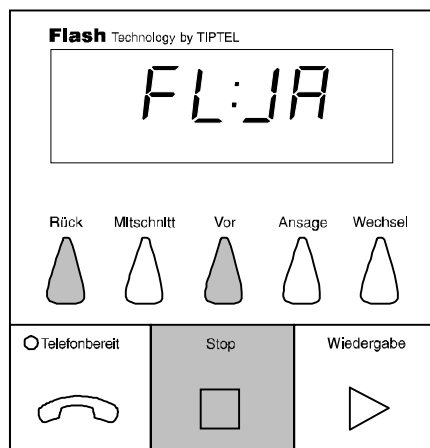 Flash Technology by TIPTEL
FL:JA
Rück Mitschnitt Vor Ansage Wechsel
Telefonbereit Stop Wiedergabe